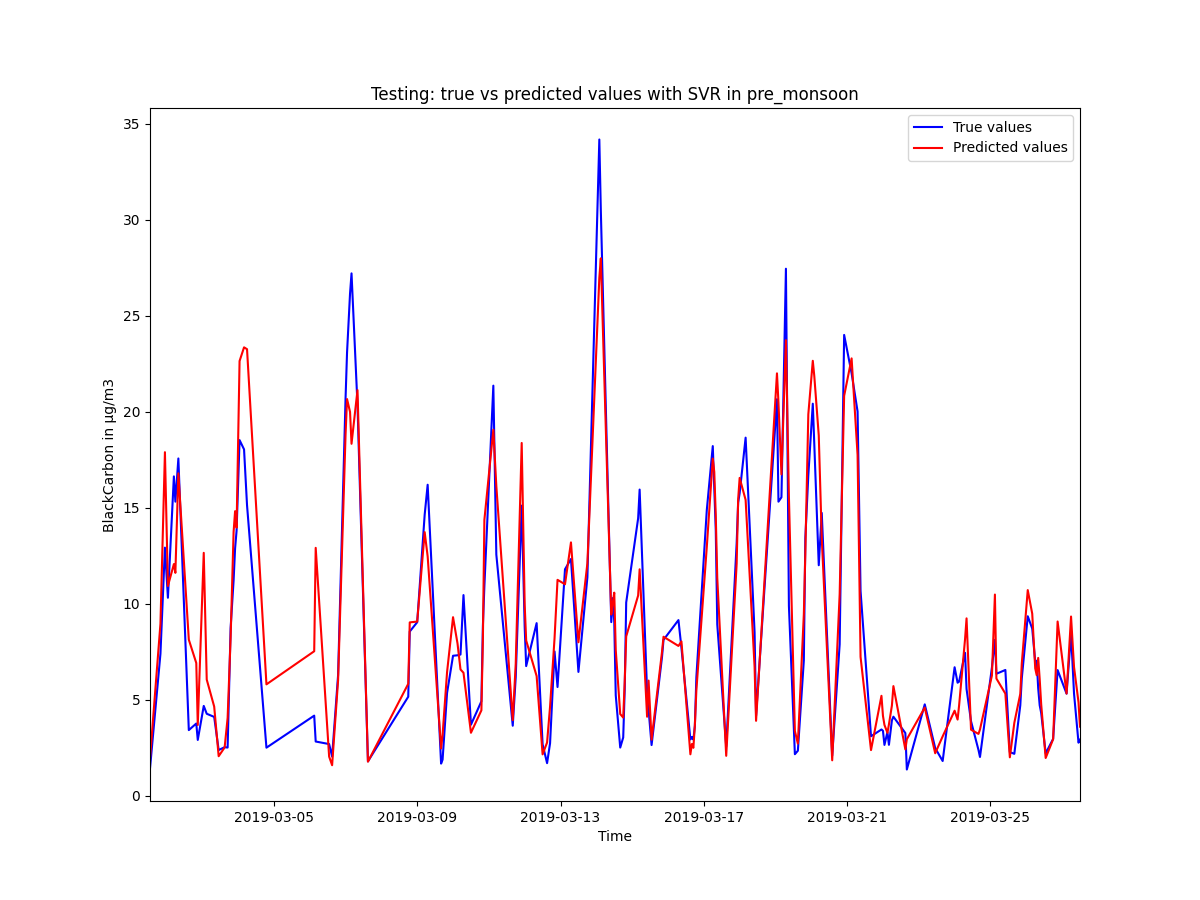 Testing: true vs predicted values with SVR in pre_monsoon
True values
Predicted values
BlackCarbon in µg/m3
35
30
25
20
15
10
5
0
2019-03-05
2019-03-09
2019-03-13
2019-03-17
2019-03-21
2019-03-25
Time